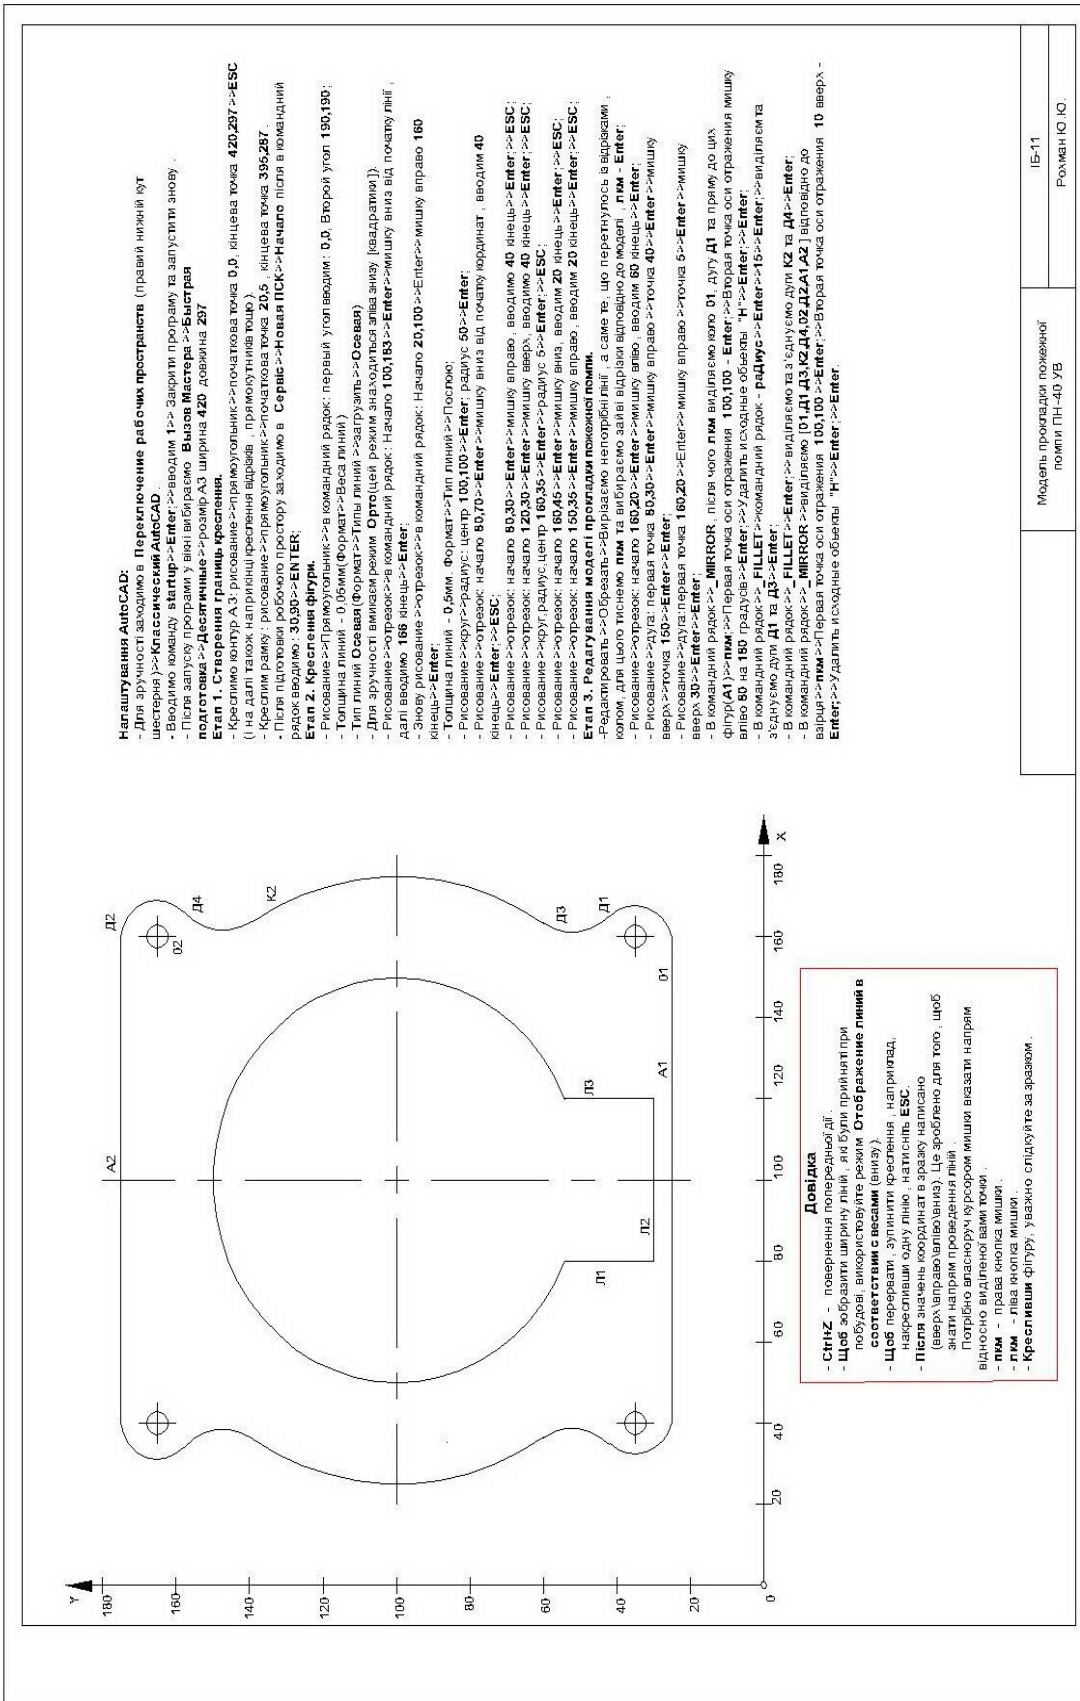 Налаштування AutoCAD:
- Для зручності заходимо в Переключение рабочих пространств (правий нижній кут
шестерня)>>Классический AutoCAD .
- Вводимо команду startup>>Enter;>>вводим 1>> Закрити програму та запустити знову .
- Після запуску програми у вікні вибираємо Вызов Мастера >>Быстрая
подготовка>>Десятичные >>розмір А3 ширина 420 довжина 297
Етап 1. Створення границь креслення.
- Креслимо контур А3: рисование>>прямоугольник>>початкова точка 0,0, кінцева точка 420,297>>ESC
(і на далі також наприкінці креслення відрізків , прямокутників тощо ).
- Креслим рамку : рисование>>прямоугольник>>початкова точка 20,5 , кінцева точка 395,287 .
- Після підготовки робочого простору заходимо в Сервіс>>Новая ПСК>>Начало після в командний
рядок вводимо : 30,90>>ENTER;
Етап 2. Креслення фігури.
- Рисование>>Прямоугольник>>в командний рядок: первый угол вводим : 0,0, Второй угол 190,190;
- Толщина линий - 0,05мм(Формат>>Веса линий )
- Тип линий Осевая(Формат>>Типы линий >>загрузить>>Осевая)
- Для зручності вмикаєм режим Орто(цей режим знаходиться зліва знизу [квадратики]).
- Рисование>>отрезок>>в командний рядок: Начало 100,183>>Enter>>мишку вниз від початку лінії ,
далі вводимо 166 кінець>>Enter;
- Знову рисование >>отрезок>>в командний рядок: Начало 20,100>>Enter>>мишку вправо 160
кінець>>Enter;
- Толщина линий - 0,5мм. Формат>>Тип линий>>Послою;
- Рисование>>круг>>радиус: центр 100,100>>Enter; радиус 50>>Enter;
- Рисование>>отрезок: начало 80,70>>Enter>>мишку вниз від початку кординат , вводим 40
кінець>>Enter;>>ESC;
- Рисование>>отрезок: начало 80,30>>Enter>>мишку вправо , вводимо 40 кінець>>Enter;>>ESC;
- Рисование>>отрезок: начало 120,30>>Enter>>мишку вверх, вводимо 40 кінець>>Enter;>>ESC;
- Рисование>>круг,радиус,центр 160,35>>Enter>>радиус 5>>Enter;>>ESC;
- Рисование>>отрезок: начало 160,45>>Enter>>мишку вниз, вводим 20 кінець>>Enter;>>ESC;
- Рисование>>отрезок: начало 150,35>>Enter>>мишку вправо , вводим 20 кінець>>Enter;>>ESC;
Етап 3. Редагування моделі прокладки пожежної помпи.
-Редактировать>>Обрезать>>Вирізаємо непотрібні лінії , а саме те, що перетнулось із відрізками ,
колом, для цього тиснемо пкм та вибираємо зайві відрізки відповідно до моделі , пкм - Enter;
- Рисование>>отрезок: начало 160,20>>Enter>>мишку вліво, вводим 60 кінець>>Enter;
- Рисование>>дуга: первая точка 80,30>>Enter>>мишку вправо >>точка 40>>Enter>>мишку
вверх>>точка 150>>Enter>>Enter;
- Рисование>>дуга:первая точка 160,20>>Enter>>мишку вправо >>точка 5>>Enter>>мишку
вверх 30>>Enter>>Enter;
- В командний рядок>>_MIRROR, після чого лкм виділяємо коло 01, дугу Д1 та пряму до цих
фігур(А1)>>пкм;>>Первая точка оси отражения 100,100 - Enter;>>Вторая точка оси отражения мишку
вліво 50 на 180 градусів>>Enter;>>Удалить исходные объекты "Н">>Enter;>>Enter;
- В командний рядок>>_FILLET>>командний рядок - раДиус>>Enter>>15>>Enter;>>виділяєм та
з'єднуємо дуги Д1 та Д3>>Enter;
- В командний рядок>>_FILLET>>Enter;>>виділяємо та з'єднуємо дуги К2 та Д4>>Enter;
- В командний рядок>>_MIRROR >>виділяємо [01,Д1,Д3,К2,Д4,02,Д2,А1,А2 ] відповідно до
взірця>>пкм>>Первая точка оси отражения 100,100 >>Enter;>>Вторая точка оси отражения 10 вверх -
Enter;>>Удалить исходные объекты "Н">>Enter;>>Enter.
Y
180
160
140
120
100
80
60
40
20
0
0
20
40
60
80
100
120
140
160
180
X
А2
Д2
02
Д4
К2
Л1
Л2
Л3
А1
01
Д3
Д1
Довідка
- Ctrl+Z - повернення попередньої дії .
- Щоб зобразити ширину ліній , які були прийняті при
побудові, використовуйте режим Отображение линий в
соответствии с весами (внизу).
- Щоб перервати , зупинити креслення , наприклад,
накресливши одну лінію , натисніть ESC.
- Після значень координат в зразку написано
(вверх\вправо\вліво\вниз). Це зроблено для того , щоб
знати напрям проведення ліній .
Потрібно власноруч курсором мишки вказати напрям
відносно виділеної вами точки .
- пкм - права кнопка мишки .
- лкм - ліва кнопка мишки .
- Кресливши фігуру, уважно слідкуйте за зразком .
Модель прокладки пожежної
помпи ПН-40 УВ
ІБ-11
Рохман Ю.Ю.